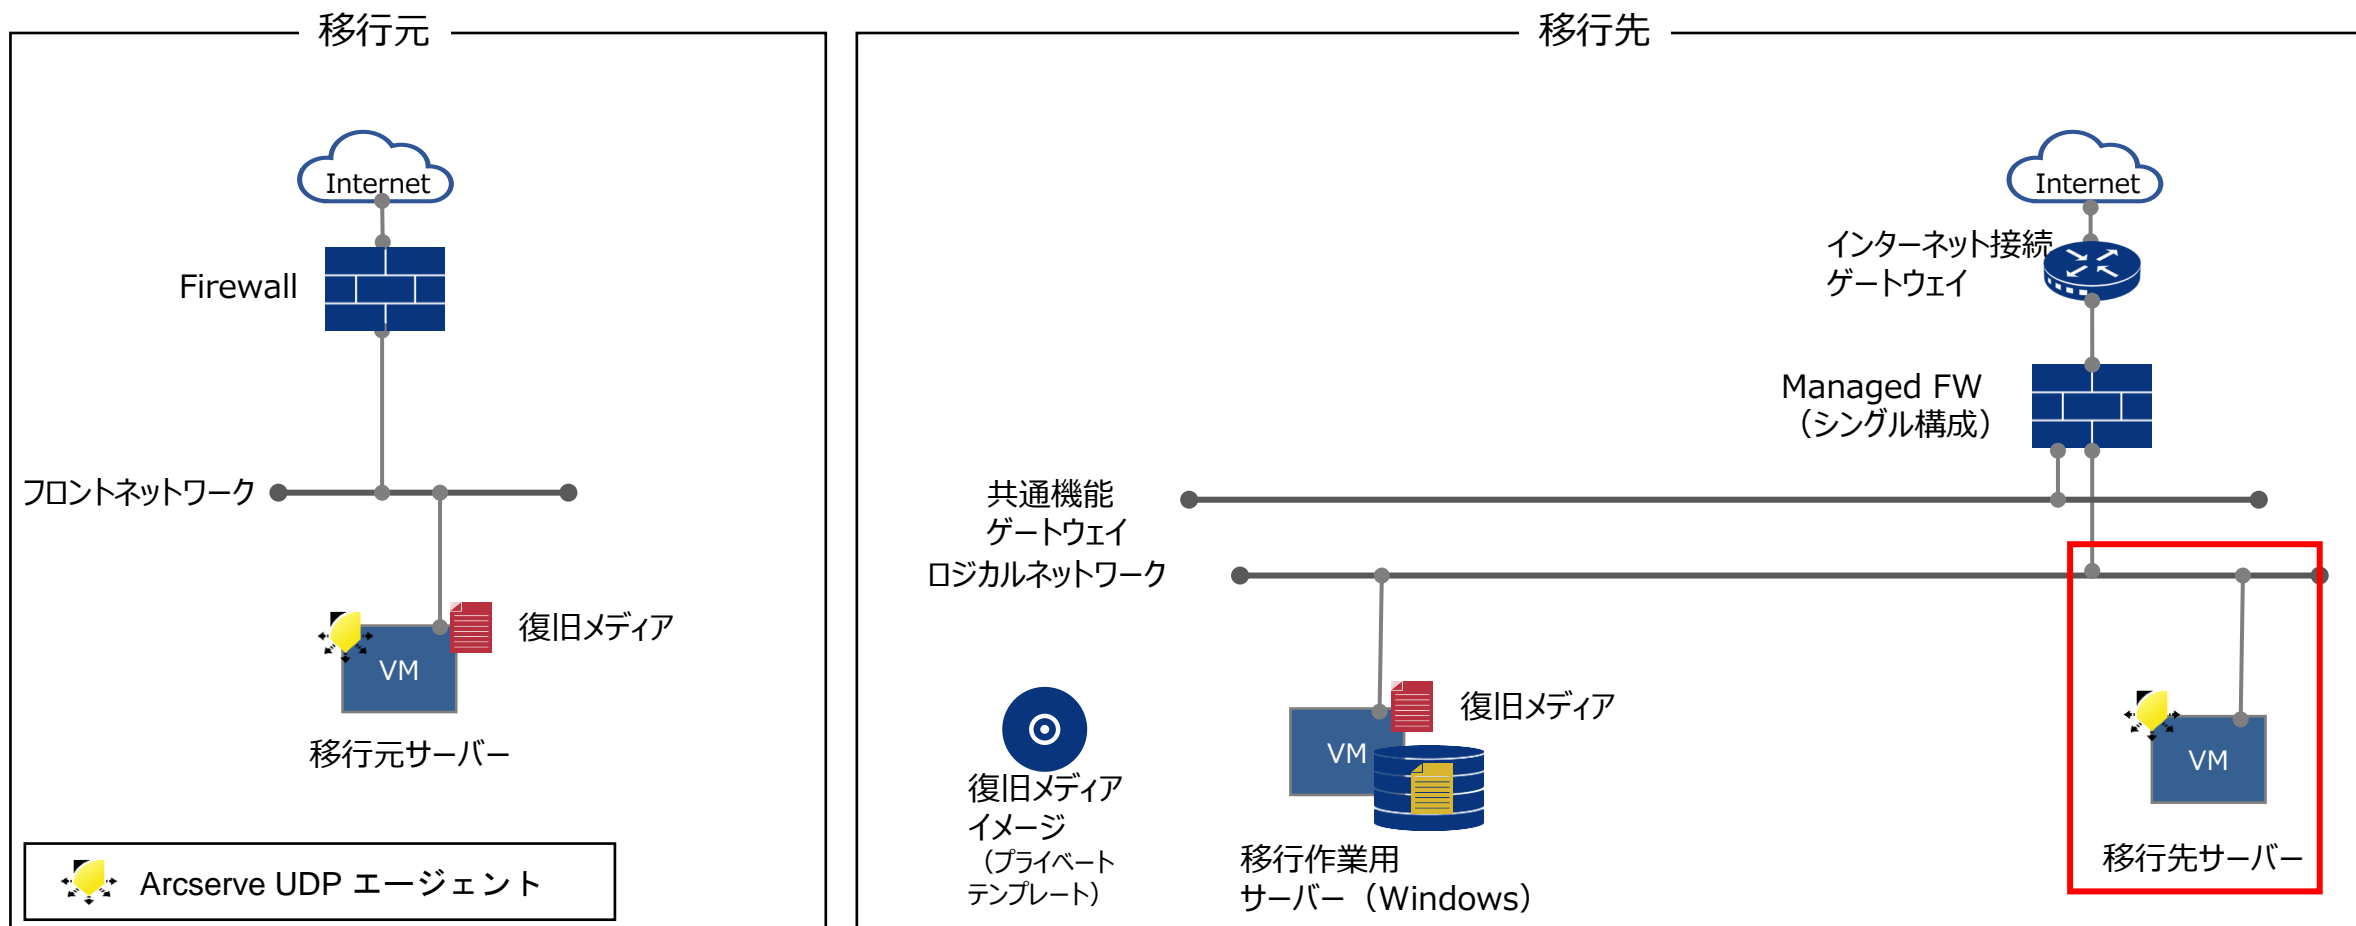 移行元
Internet
Firewall
フロントネットワーク
復旧メディア
VM
移行元サーバー
Arcserve UDP エージェント
移行先
Internet
インターネット接続
ゲートウェイ
Managed FW
（シングル構成）
共通機能
ゲートウェイ
ロジカルネットワーク
復旧メディア
VM
復旧メディア
イメージ
（プライベート
テンプレート）
移行作業用
サーバー（Windows）
VM
移行先サーバー